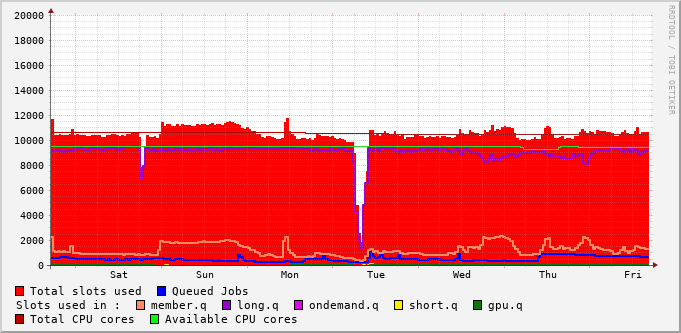 20000
18000
16000
14000
12000
10000
8000
6000
4000
2000
0
Sat Sun Mon Tue Wed Thu Fri
RRDTOOL / TOBI OETIKER
Total slots used Queued Jobs
Slots used in : member.q long.q ondemand.q short.q gpu.q
Total CPU cores Available CPU cores